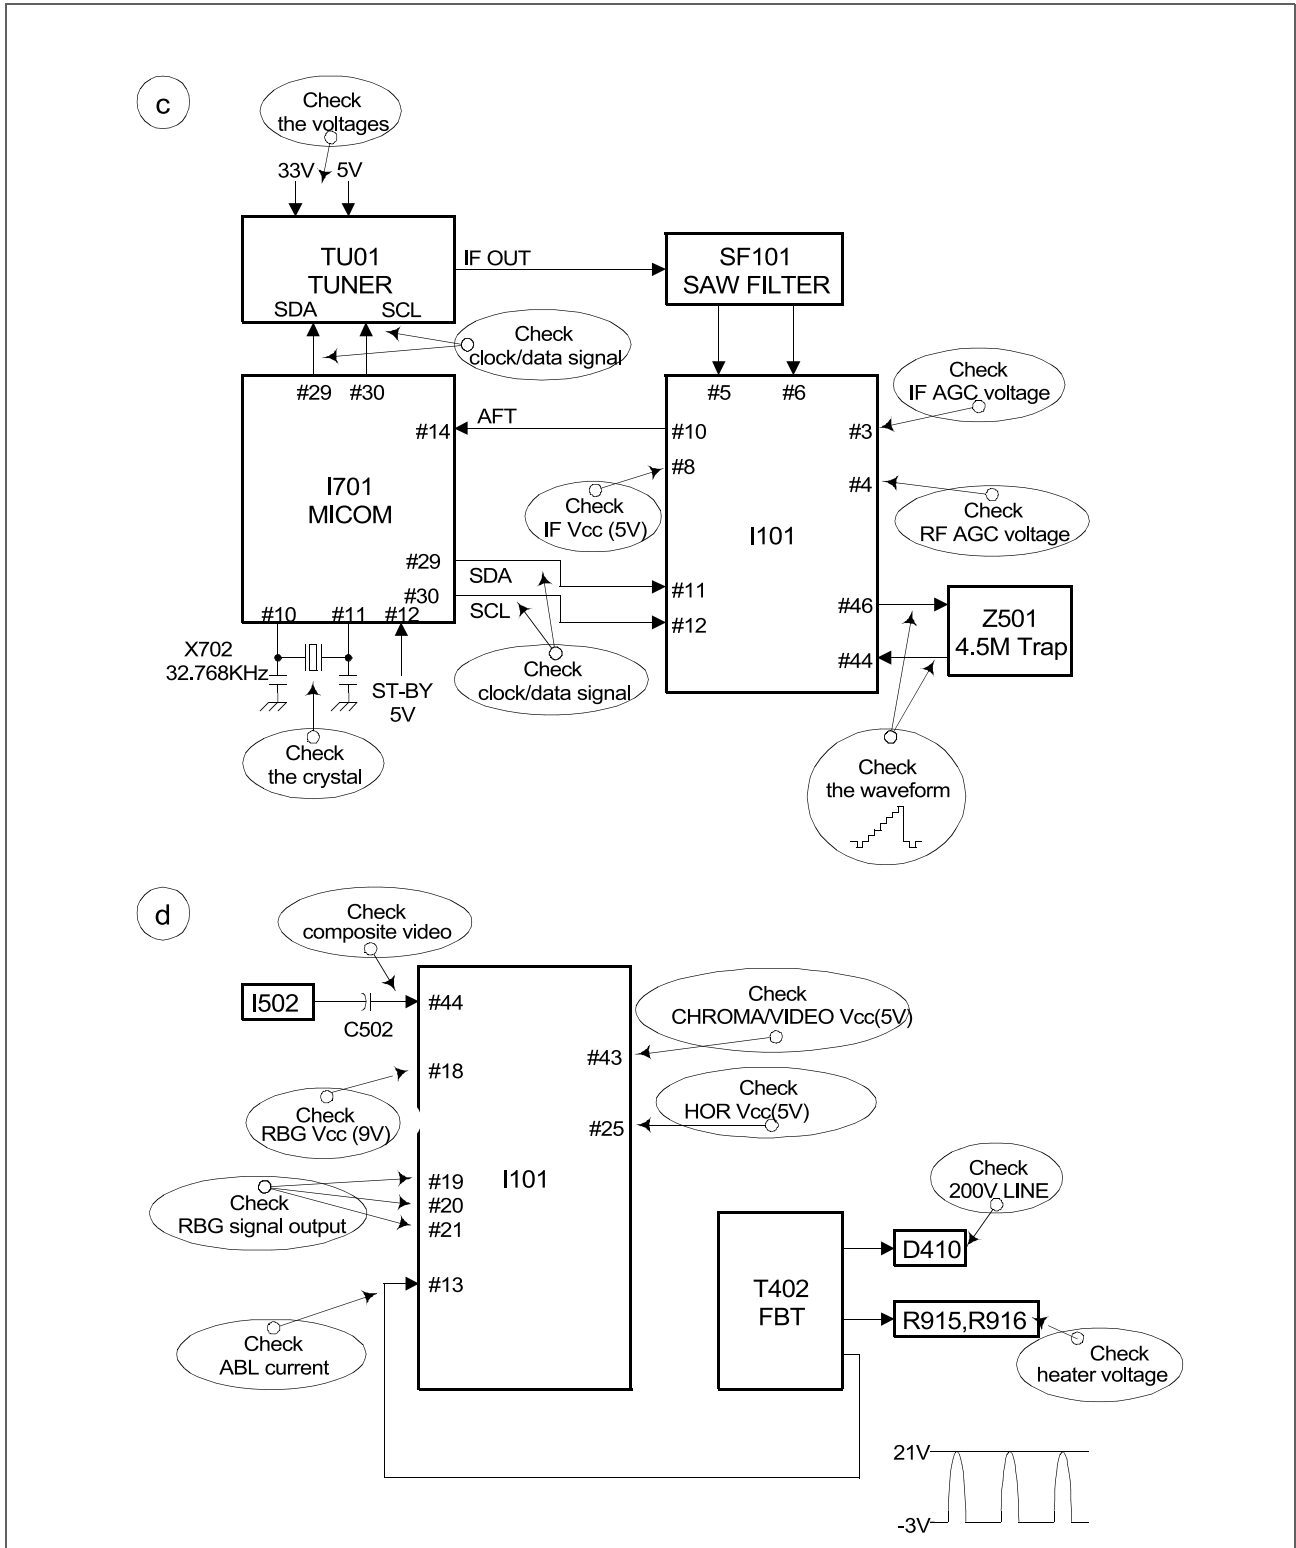 c
Check
the voltages
33V 5V
TU01
TUNER
SDA SCL
IF OUT
SF101
SAW FILTER
Check
clock/data signal
#29 #30
#5 #6
Check
IF AGC voltage
#14
AFT
#10
#3
#8
#4
I701
MICOM
Check
IF Vcc (5V)
I101
Check
RF AGC voltage
#29
SDA
#11
#30
SCL
#12
#46
#44
Z501
4.5M Trap
#10 #11 #12
X702
32.768KHz
ST-BY
5V
Check
clock/data signal
Check
the crystal
Check
the waveform
d
Check
composite video
I502
C502
#44
Check
CHROMA/VIDEO Vcc(5V)
#43
#18
Check
RBG Vcc (9V)
Check
HOR Vcc(5V)
#25
I101
#19
#20
#21
Check
RBG signal output
Check
200V LINE
D410
T402
FBT
#13
R915,R916
Check
ABL current
Check
heater voltage
21V
-3V